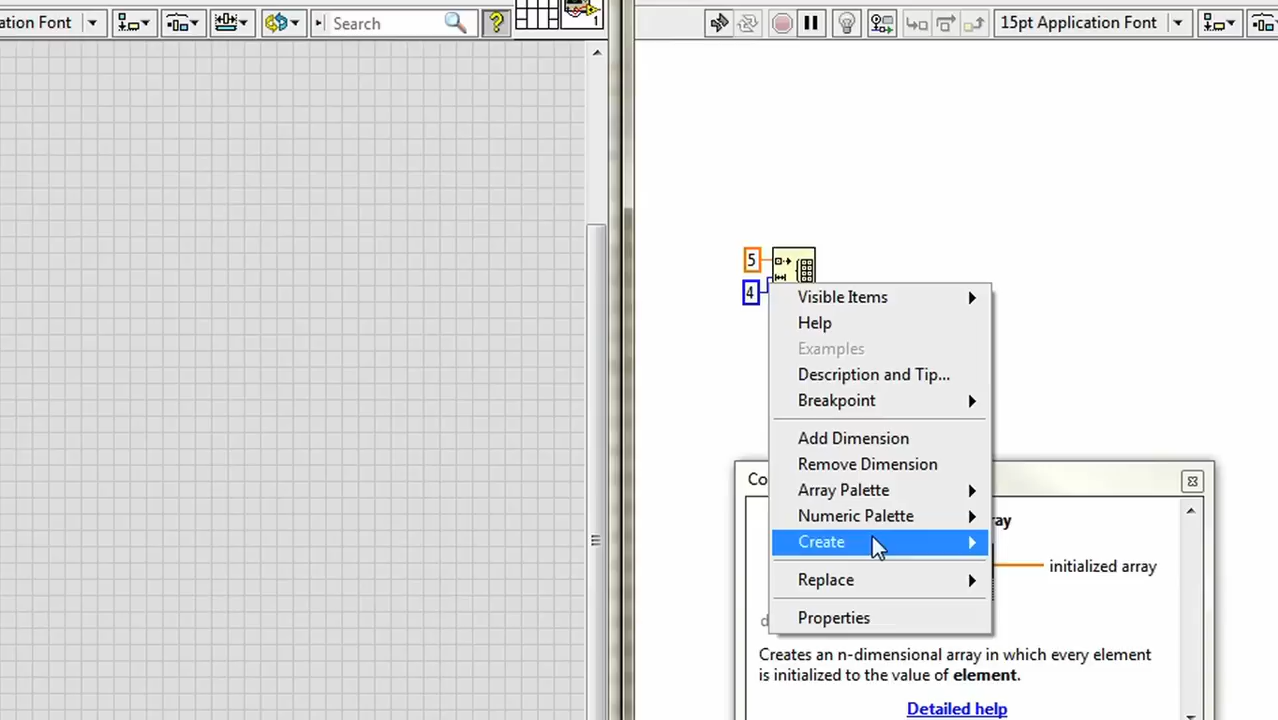 ation Font
Search
?
1
15pt Application Font
5
4
Visible Items
Help
Examples
Description and Tip...
Breakpoint
Add Dimension
Remove Dimension
Array Palette
Numeric Palette
Create
Replace
Properties
Co
ray
initialized array
d
Creates an n-dimensional array in which every element
is initialized to the value of element.
Detailed help